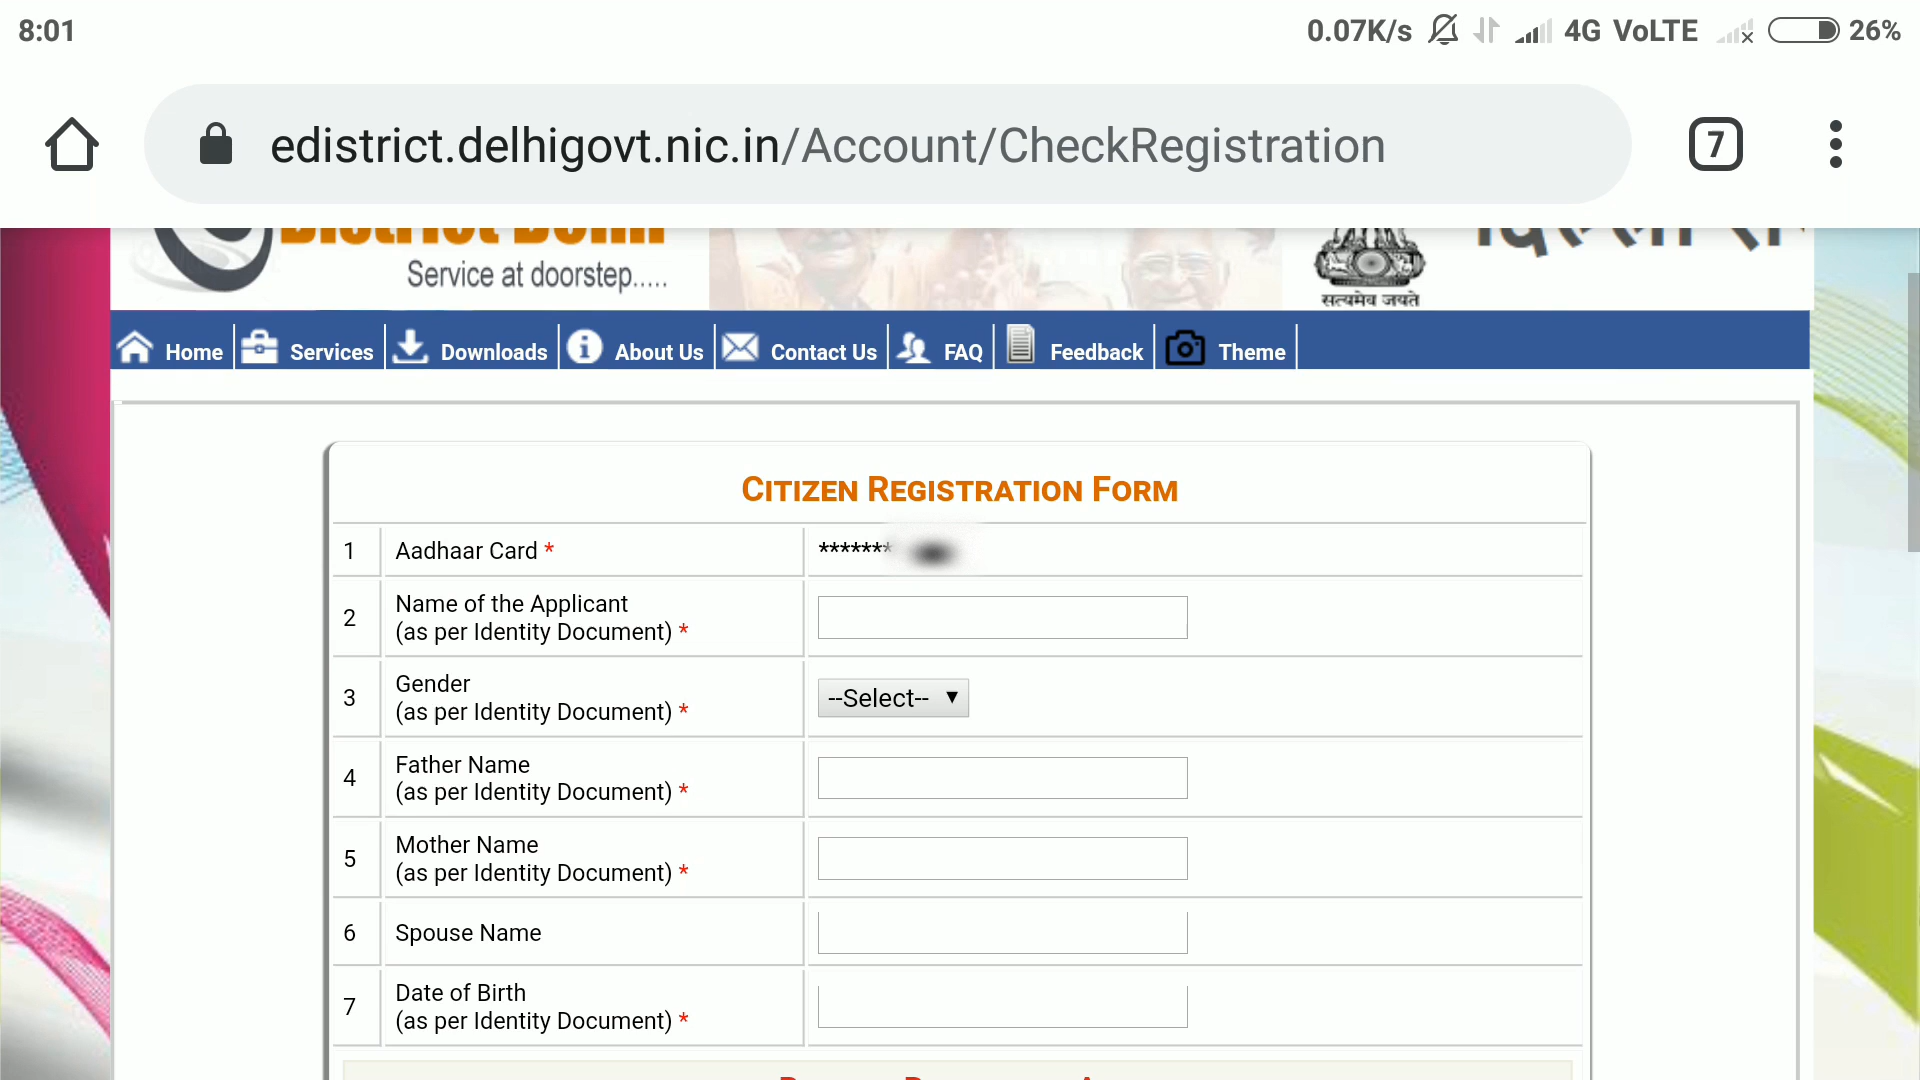 8:01
0.07K/s 4G VoLTE 26%
edistrict.delhigovt.nic.in/Account/CheckRegistration
7
District Delhi
Service at doorstep.....
सत्यमेव जयते
Home Services Downloads About Us Contact Us FAQ Feedback Theme
CITIZEN REGISTRATION FORM
1 Aadhaar Card * *******
2 Name of the Applicant
(as per Identity Document) *
3 Gender
(as per Identity Document) *
--Select--
4 Father Name
(as per Identity Document) *
5 Mother Name
(as per Identity Document) *
6 Spouse Name
7 Date of Birth
(as per Identity Document) *